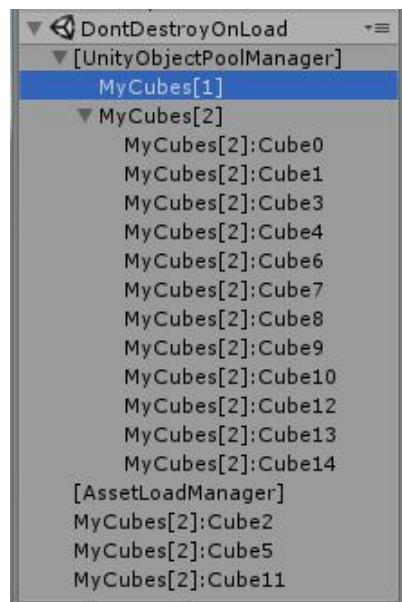 DontDestroyOnLoad
[UnityObjectPoolManager]
MyCubes[1]
MyCubes[2]
MyCubes[2]:Cube0
MyCubes[2]:Cube1
MyCubes[2]:Cube3
MyCubes[2]:Cube4
MyCubes[2]:Cube6
MyCubes[2]:Cube7
MyCubes[2]:Cube8
MyCubes[2]:Cube9
MyCubes[2]:Cube10
MyCubes[2]:Cube12
MyCubes[2]:Cube13
MyCubes[2]:Cube14
[AssetLoadManager]
MyCubes[2]:Cube2
MyCubes[2]:Cube5
MyCubes[2]:Cube11